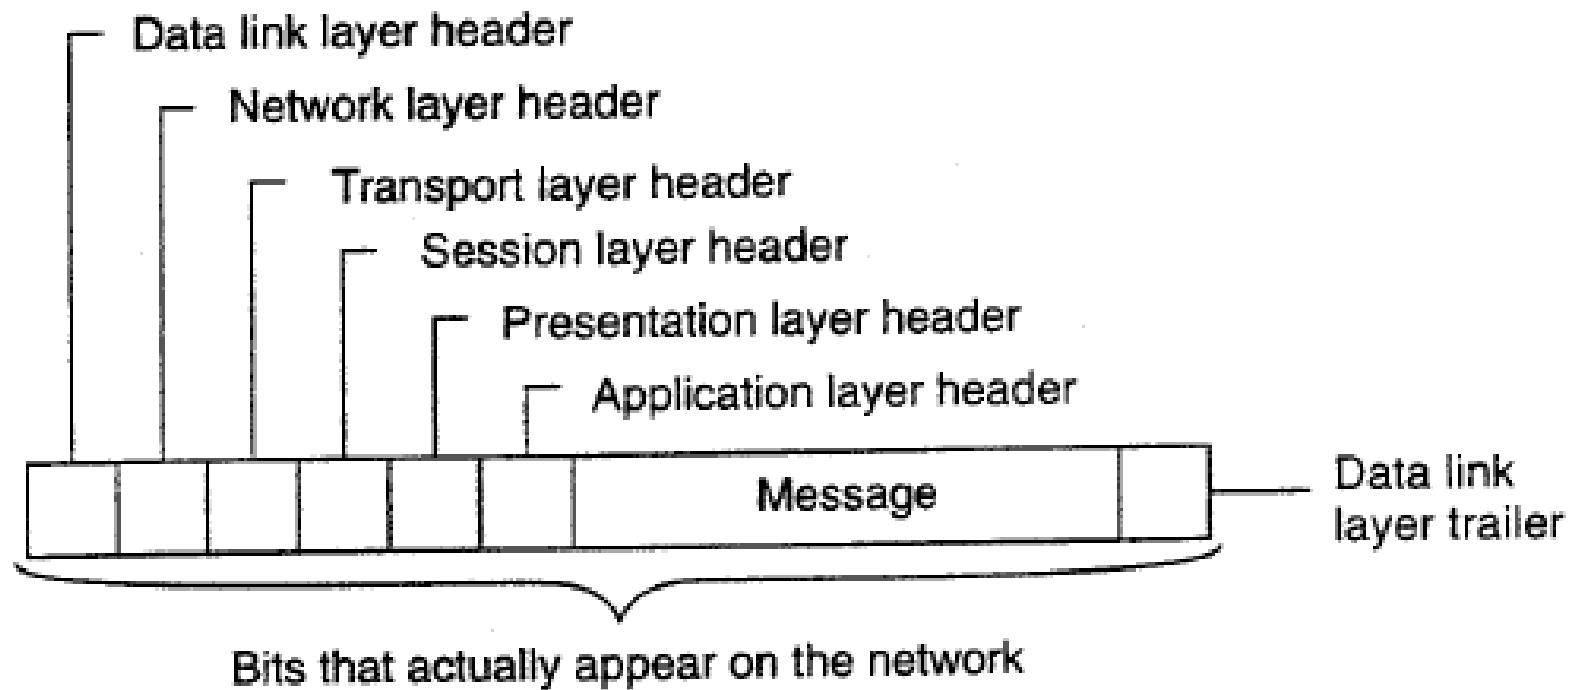 Data link layer header
Network layer header
Transport layer header
Session layer header
Presentation layer header
Application layer header
Message
Data link
layer trailer
Bits that actually appear on the network